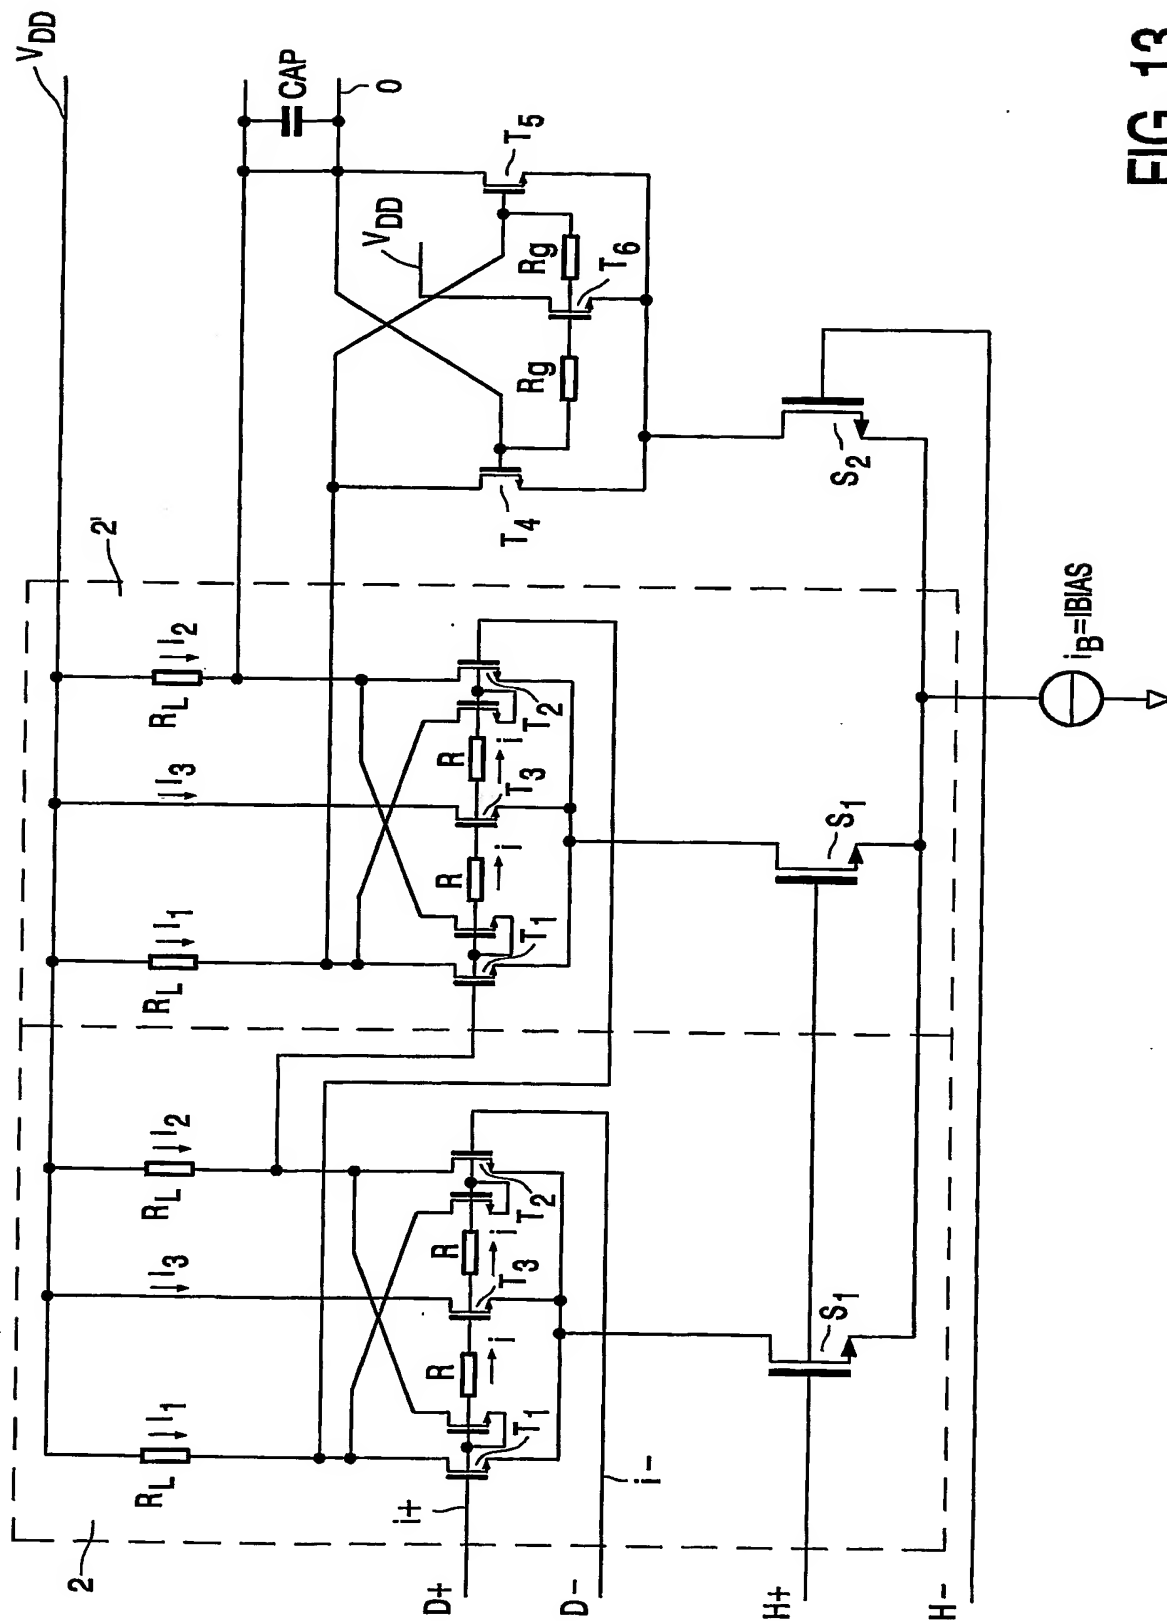 V_DD
2
2'
R_L
I_1
I_3
R_L
I_2
R_L
I_1
I_3
R_L
I_2
CAP
0
T_5
V_DD
R_g
T_6
R_g
T_4
D+
i+
T_1
R
i
T_3
R
i
T_2
T_1
R
i
T_3
R
i
T_2
D-
i-
H+
S_1
S_1
S_2
H-
i_B=IBIAS
FIG 13